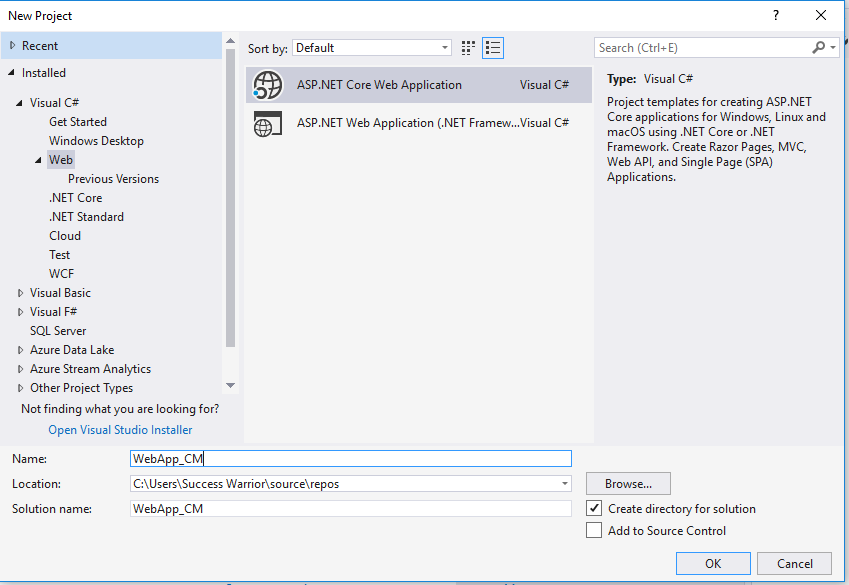 New Project
?
Recent
Installed
Visual C#
Get Started
Windows Desktop
Web
Previous Versions
.NET Core
.NET Standard
Cloud
Test
WCF
Visual Basic
Visual F#
SQL Server
Azure Data Lake
Azure Stream Analytics
Other Project Types
Not finding what you are looking for?
Open Visual Studio Installer
Sort by: Default
ASP.NET Core Web Application Visual C#
ASP.NET Web Application (.NET Framew...Visual C#
Search (Ctrl+E)
Type: Visual C#
Project templates for creating ASP.NET
Core applications for Windows, Linux and
macOS using .NET Core or .NET
Framework. Create Razor Pages, MVC,
Web API, and Single Page (SPA)
Applications.
Name: WebApp_CM
Location: C:\Users\Success Warrior\source\repos
Solution name: WebApp_CM
Browse...
Create directory for solution
Add to Source Control
OK Cancel